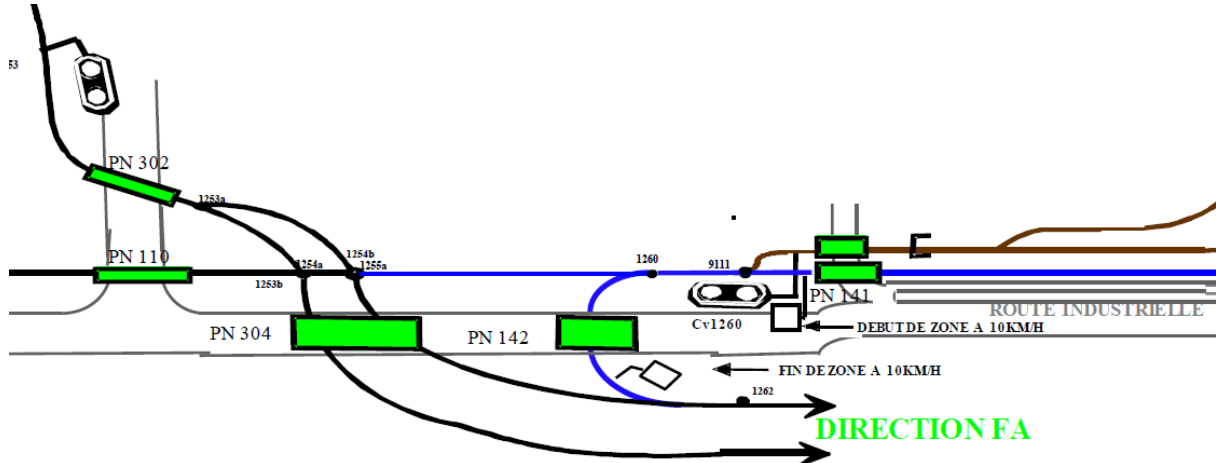 53
PN 302
1253a
PN 110
1254b
1254a
1255a
1253b
1260
9111
PN 141
Cv1260
ROUTE INDUSTRIELLE
PN 304
PN 142
DEBUT DE ZONE A 10KM/H
FIN DE ZONE A 10KM/H
1262
DIRECTION FA